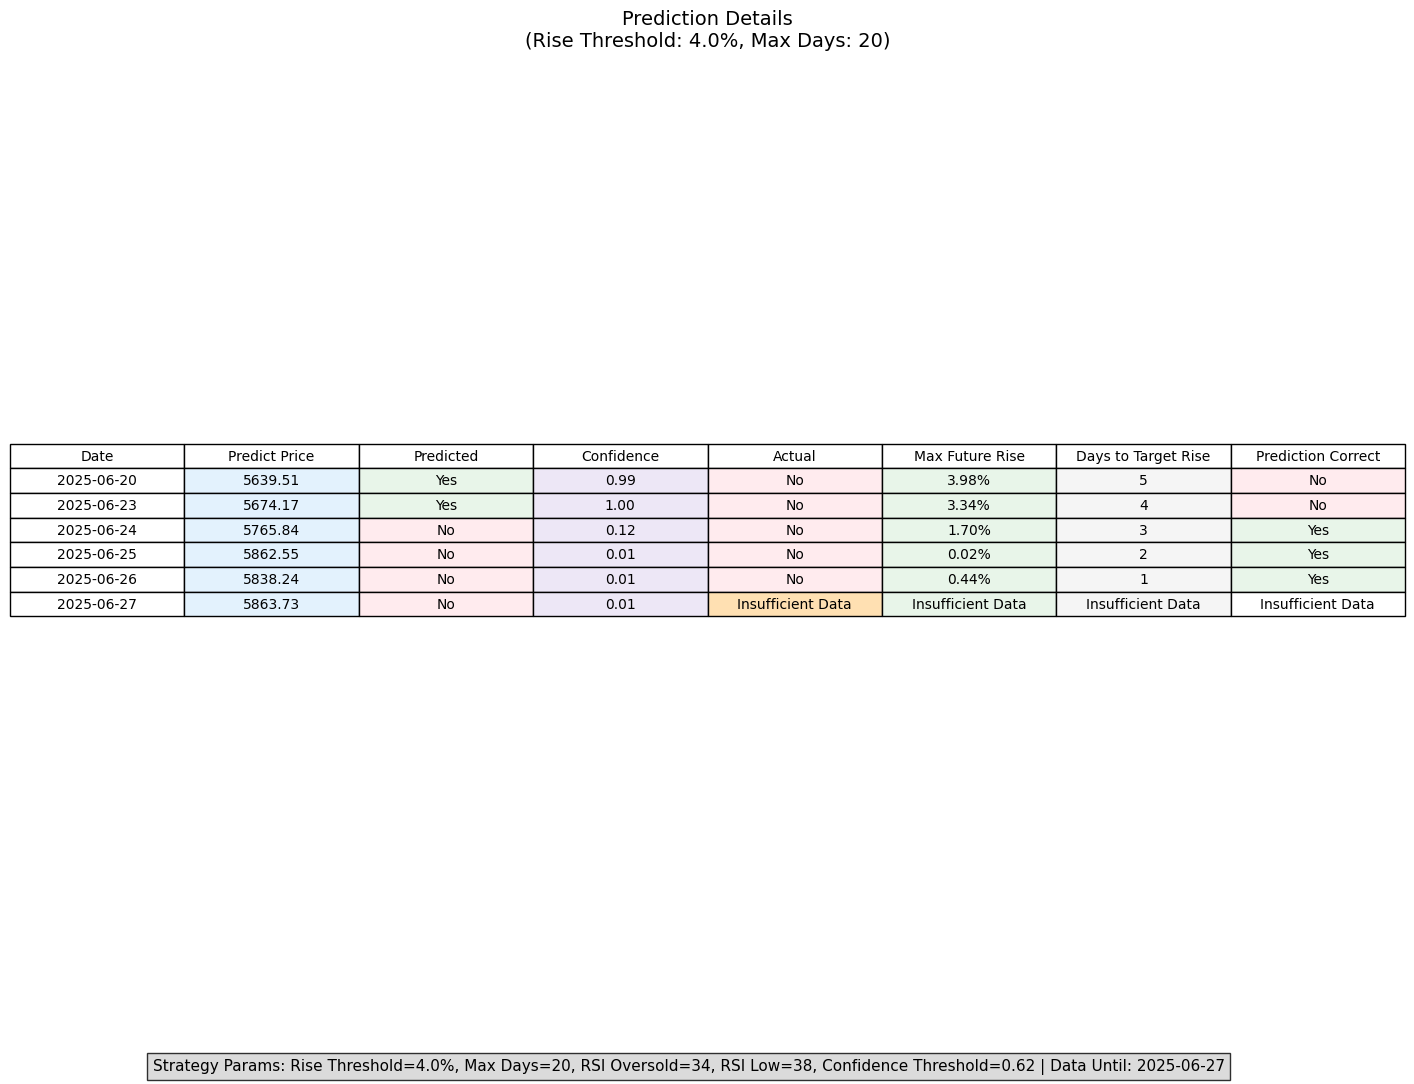 Prediction Details
(Rise Threshold: 4.0%, Max Days: 20)
Date Predict Price Predicted Confidence Actual Max Future Rise Days to Target Rise Prediction Correct
2025-06-20 5639.51 Yes 0.99 No 3.98% 5 No
2025-06-23 5674.17 Yes 1.00 No 3.34% 4 No
2025-06-24 5765.84 No 0.12 No 1.70% 3 Yes
2025-06-25 5862.55 No 0.01 No 0.02% 2 Yes
2025-06-26 5838.24 No 0.01 No 0.44% 1 Yes
2025-06-27 5863.73 No 0.01 Insufficient Data Insufficient Data Insufficient Data Insufficient Data
Strategy Params: Rise Threshold=4.0%, Max Days=20, RSI Oversold=34, RSI Low=38, Confidence Threshold=0.62 | Data Until: 2025-06-27